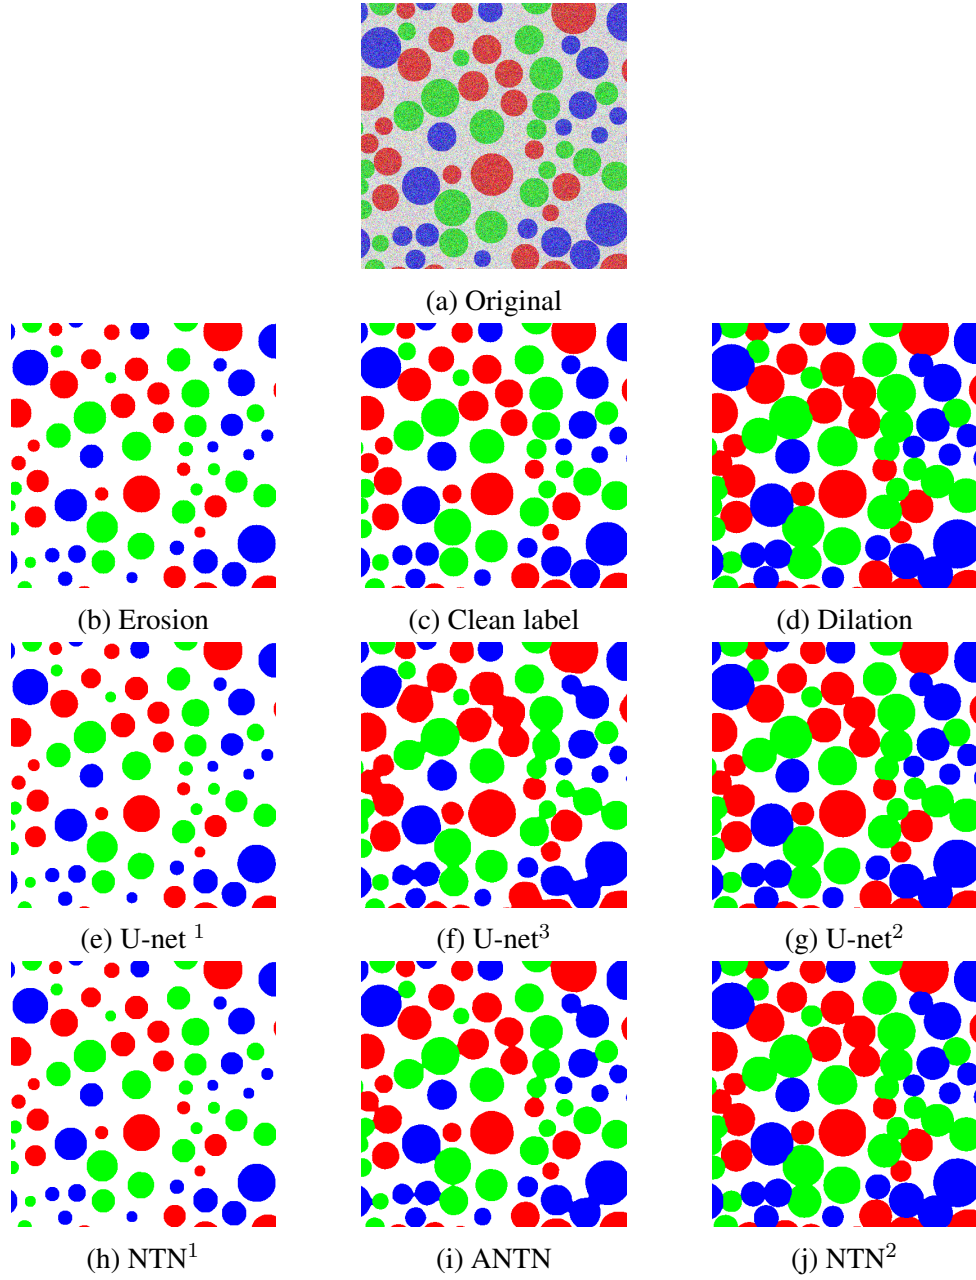 (a) Original
(b) Erosion
(c) Clean label
(d) Dilation
(e) U-net ¹
(f) U-net³
(g) U-net²
(h) NTN¹
(i) ANTN
(j) NTN²